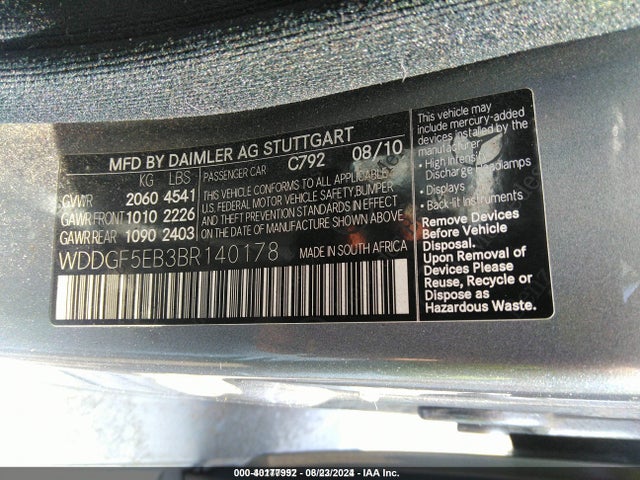 MFD BY DAIMLER AG STUTTGART
PASSENGER CAR C792 08/10
KG LBS
GVWR 2060 4541
GAWR FRONT 1010 2226
GAWR REAR 1090 2403
THIS VEHICLE CONFORMS TO ALL APPLICABLE
U.S. FEDERAL MOTOR VEHICLE SAFETY, BUMPER
AND THEFT PREVENTION STANDARDS IN EFFECT
ON THE DATE OF MANUFACTURE SHOWN ABOVE
WDDGF5EB3BR140178 MADE IN SOUTH AFRICA
This vehicle may
include mercury-added
devices installed by the
manufacturer:
• High Intensity
Discharge Headlamps
• Displays
• Back-lit Instruments
Remove Devices
Before Vehicle
Disposal.
Upon Removal of
Devices Please
Reuse, Recycle or
Dispose as
Hazardous Waste.
08/23/2024 - IAA Inc.